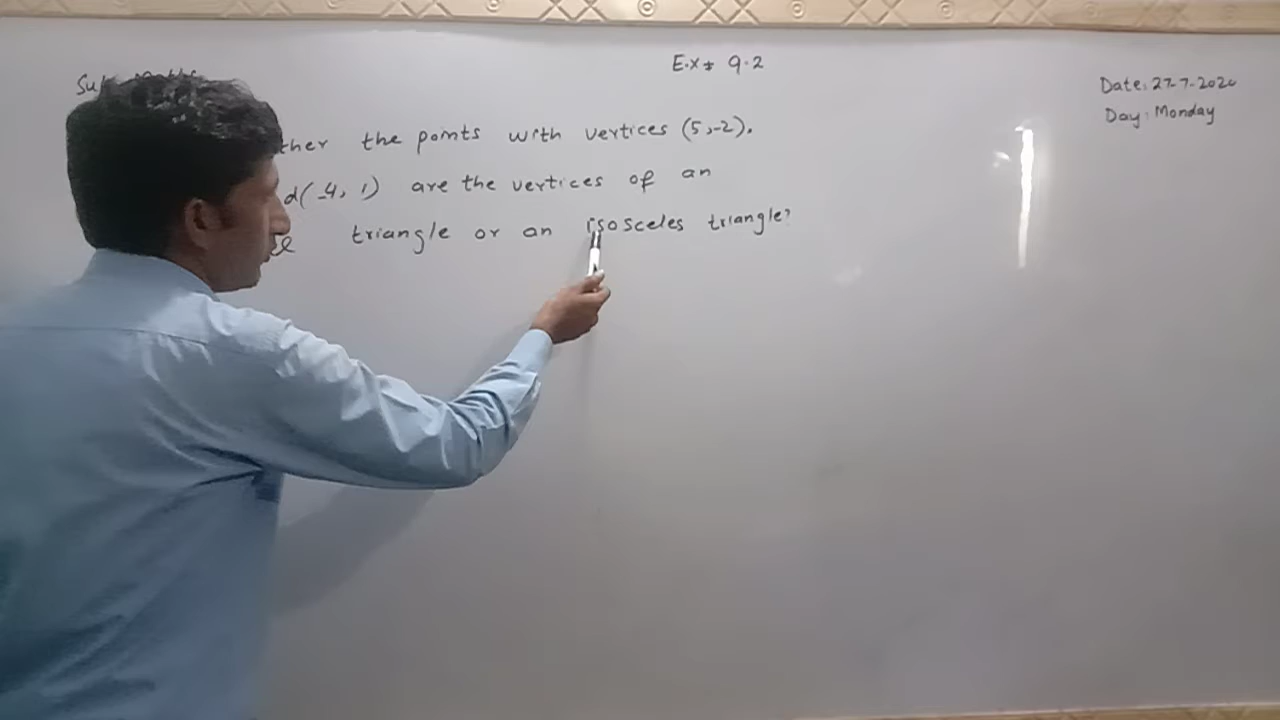 E.x # 9.2
Date: 27-7-2020
Day: Monday
the points with vertices (5,-2),
(-4, 1) are the vertices of an
triangle or an isosceles triangle?